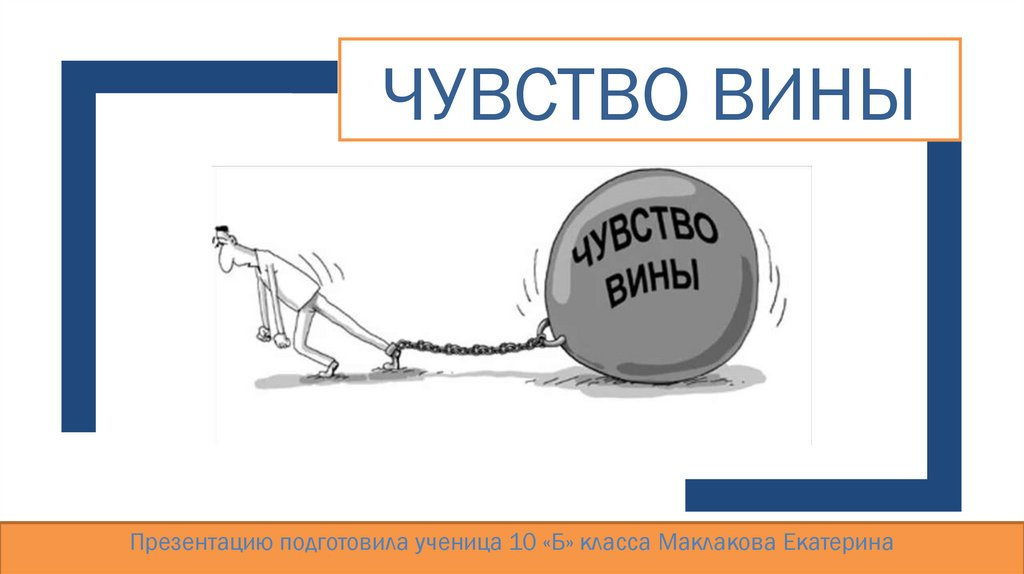 ЧУВСТВО ВИНЫ
ЧУВСТВО
ВИНЫ
Презентацию подготовила ученица 10 «Б» класса Маклакова Екатерина